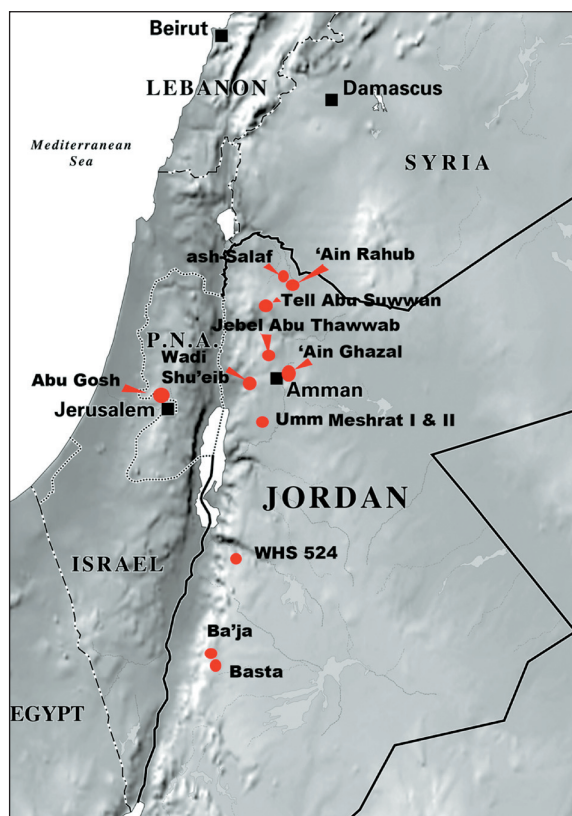 Beirut
LEBANON
Damascus
Mediterranean
Sea
SYRIA
ash-Salaf
‘Ain Rahub
Tell Abu Suwwan
Jebel Abu Thawwab
P.N.A.
Wadi
Shu’eib
‘Ain Ghazal
Abu Gosh
Amman
Jerusalem
Umm Meshrat I & II
JORDAN
WHS 524
ISRAEL
Ba’ja
Basta
EGYPT